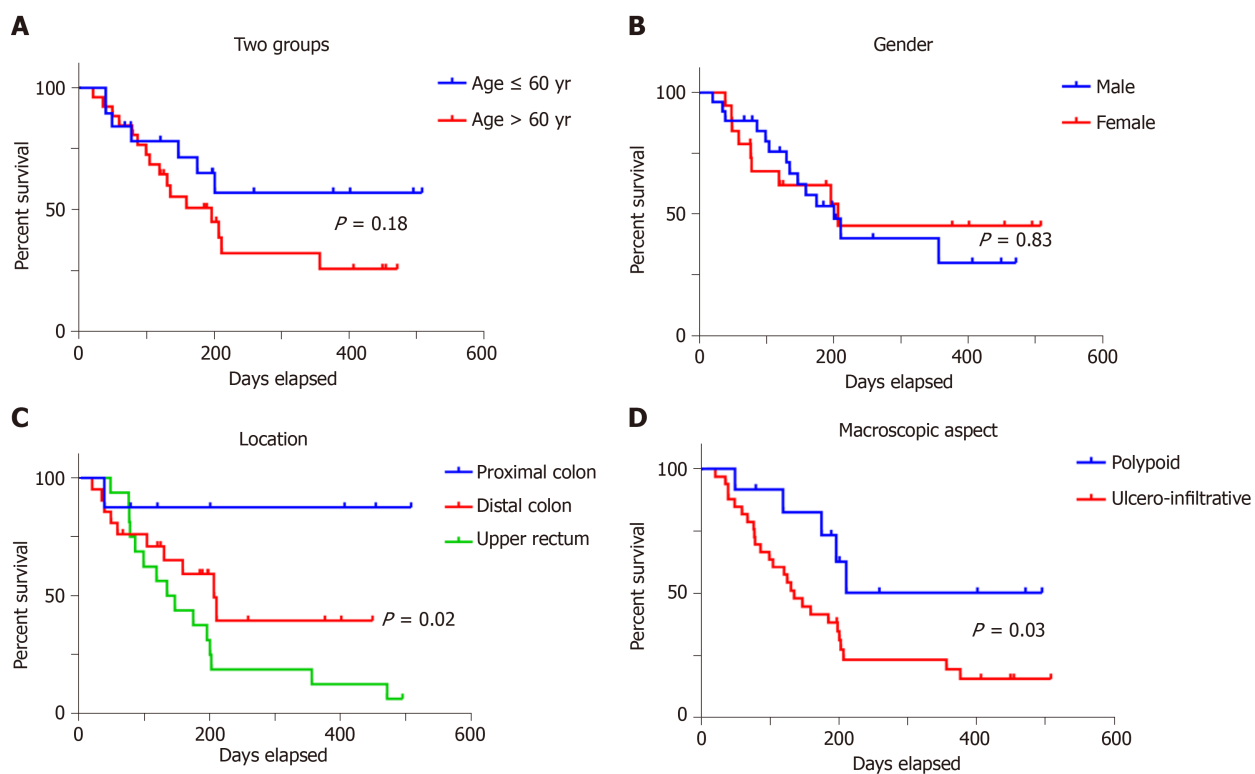 A
Two groups
100
50
0
Percent survival
Age ≤ 60 yr
Age > 60 yr
P = 0.18
0
200
400
600
Days elapsed
B
Gender
100
50
0
Percent survival
Male
Female
P = 0.83
0
200
400
600
Days elapsed
C
Location
100
50
0
Percent survival
Proximal colon
Distal colon
Upper rectum
P = 0.02
0
200
400
600
Days elapsed
D
Macroscopic aspect
100
50
0
Percent survival
Polypoid
Ulcero-infiltrative
P = 0.03
0
200
400
600
Days elapsed